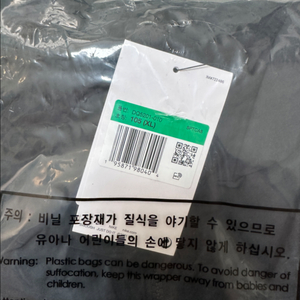 105 (XL)
95871 98040
주의 : 비닐 포장재가 질식을 야기할 수 있으므로
유아나 어린이들의 손에 닿지 않게 하십시오.
Warning: Plastic bags can be dangerous. To avoid danger of
suffocation, keep this wrapper away from babies and
children.